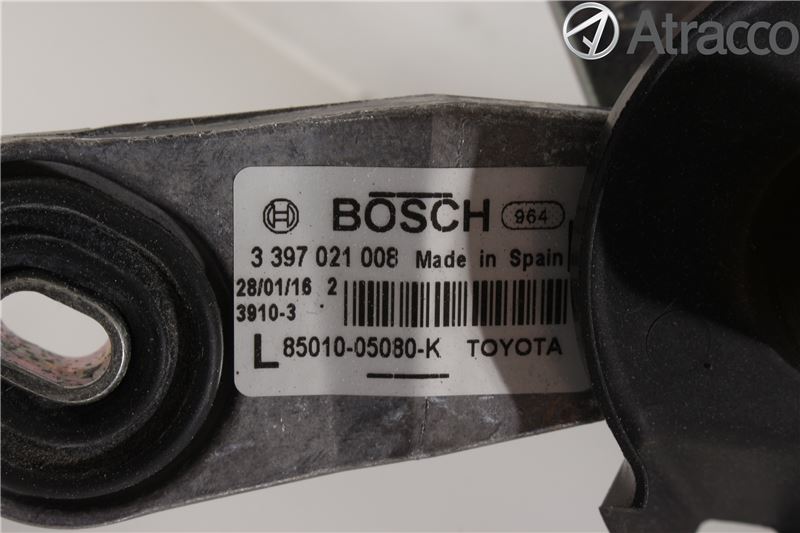 Atracco
BOSCH 964
3 397 021 008 Made in Spain
28/01/16 2
3910-3
L 85010-05080-K TOYOTA